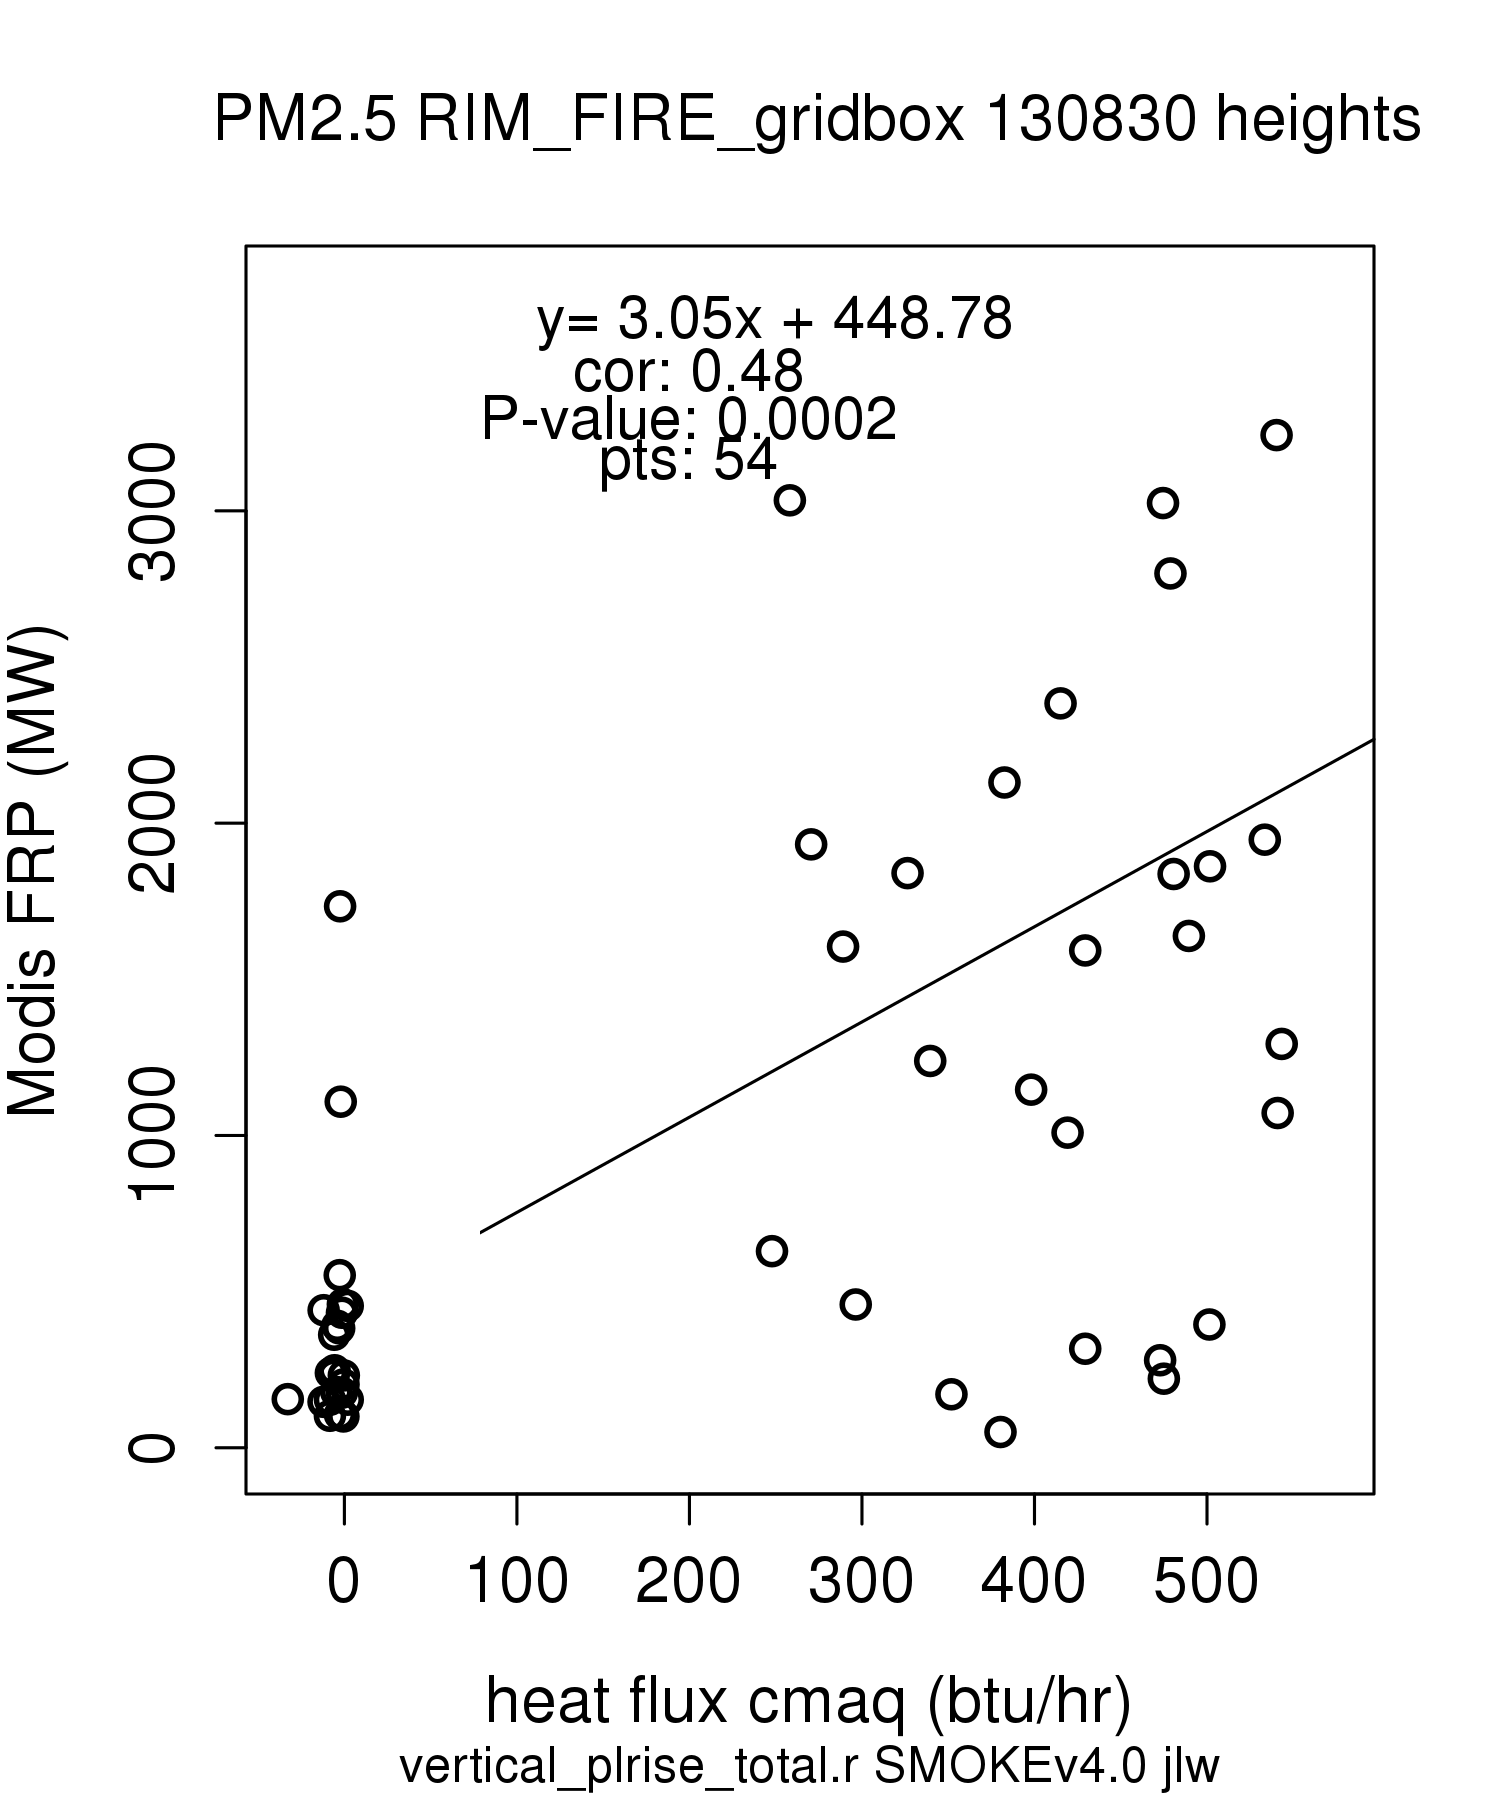 PM2.5 RIM_FIRE_gridbox 130830 heights
y= 3.05x + 448.78
cor: 0.48
P-value: 0.0002
pts: 54
Modis FRP (MW)
3000
2000
1000
0
0 100 200 300 400 500
heat flux cmaq (btu/hr)
vertical_plrise_total.r SMOKEv4.0 jlw